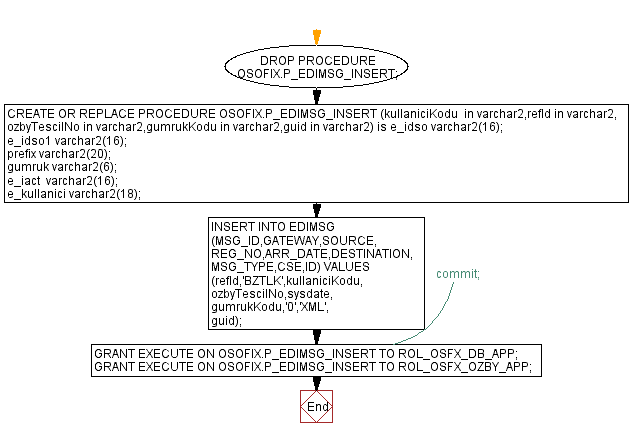 DROP PROCEDURE
OSOFIX.P_EDIMSG_INSERT;
CREATE OR REPLACE PROCEDURE OSOFIX.P_EDIMSG_INSERT (kullaniciKodu  in varchar2,refId in varchar2,
ozbyTescilNo in varchar2,gumrukKodu in varchar2,guid in varchar2) is e_idso varchar2(16);
e_idso1 varchar2(16);
prefix varchar2(20);
gumruk varchar2(6);
e_iact  varchar2(16);
e_kullanici varchar2(18);
INSERT INTO EDIMSG
(MSG_ID,GATEWAY,SOURCE,
REG_NO,ARR_DATE,DESTINATION,
MSG_TYPE,CSE,ID) VALUES
(refId,'BZTLK',kullaniciKodu,
ozbyTescilNo,sysdate,
gumrukKodu,'0','XML',
guid);
commit;
GRANT EXECUTE ON OSOFIX.P_EDIMSG_INSERT TO ROL_OSFX_DB_APP;
GRANT EXECUTE ON OSOFIX.P_EDIMSG_INSERT TO ROL_OSFX_OZBY_APP;
End